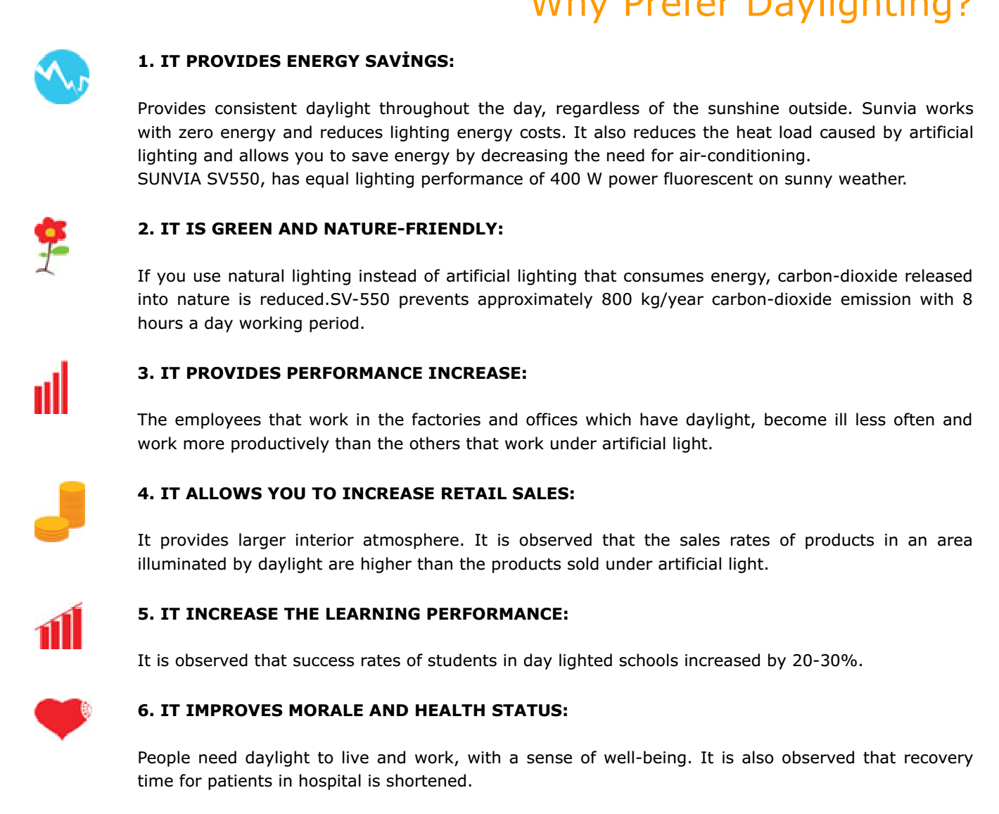 Why Prefer Daylighting?
1. IT PROVIDES ENERGY SAVİNGS:
Provides consistent daylight throughout the day, regardless of the sunshine outside. Sunvia works
with zero energy and reduces lighting energy costs. It also reduces the heat load caused by artificial
lighting and allows you to save energy by decreasing the need for air-conditioning.
SUNVIA SV550, has equal lighting performance of 400 W power fluorescent on sunny weather.
2. IT IS GREEN AND NATURE-FRIENDLY:
If you use natural lighting instead of artificial lighting that consumes energy, carbon-dioxide released
into nature is reduced.SV-550 prevents approximately 800 kg/year carbon-dioxide emission with 8
hours a day working period.
3. IT PROVIDES PERFORMANCE INCREASE:
The employees that work in the factories and offices which have daylight, become ill less often and
work more productively than the others that work under artificial light.
4. IT ALLOWS YOU TO INCREASE RETAIL SALES:
It provides larger interior atmosphere. It is observed that the sales rates of products in an area
illuminated by daylight are higher than the products sold under artificial light.
5. IT INCREASE THE LEARNING PERFORMANCE:
It is observed that success rates of students in day lighted schools increased by 20-30%.
6. IT IMPROVES MORALE AND HEALTH STATUS:
People need daylight to live and work, with a sense of well-being. It is also observed that recovery
time for patients in hospital is shortened.